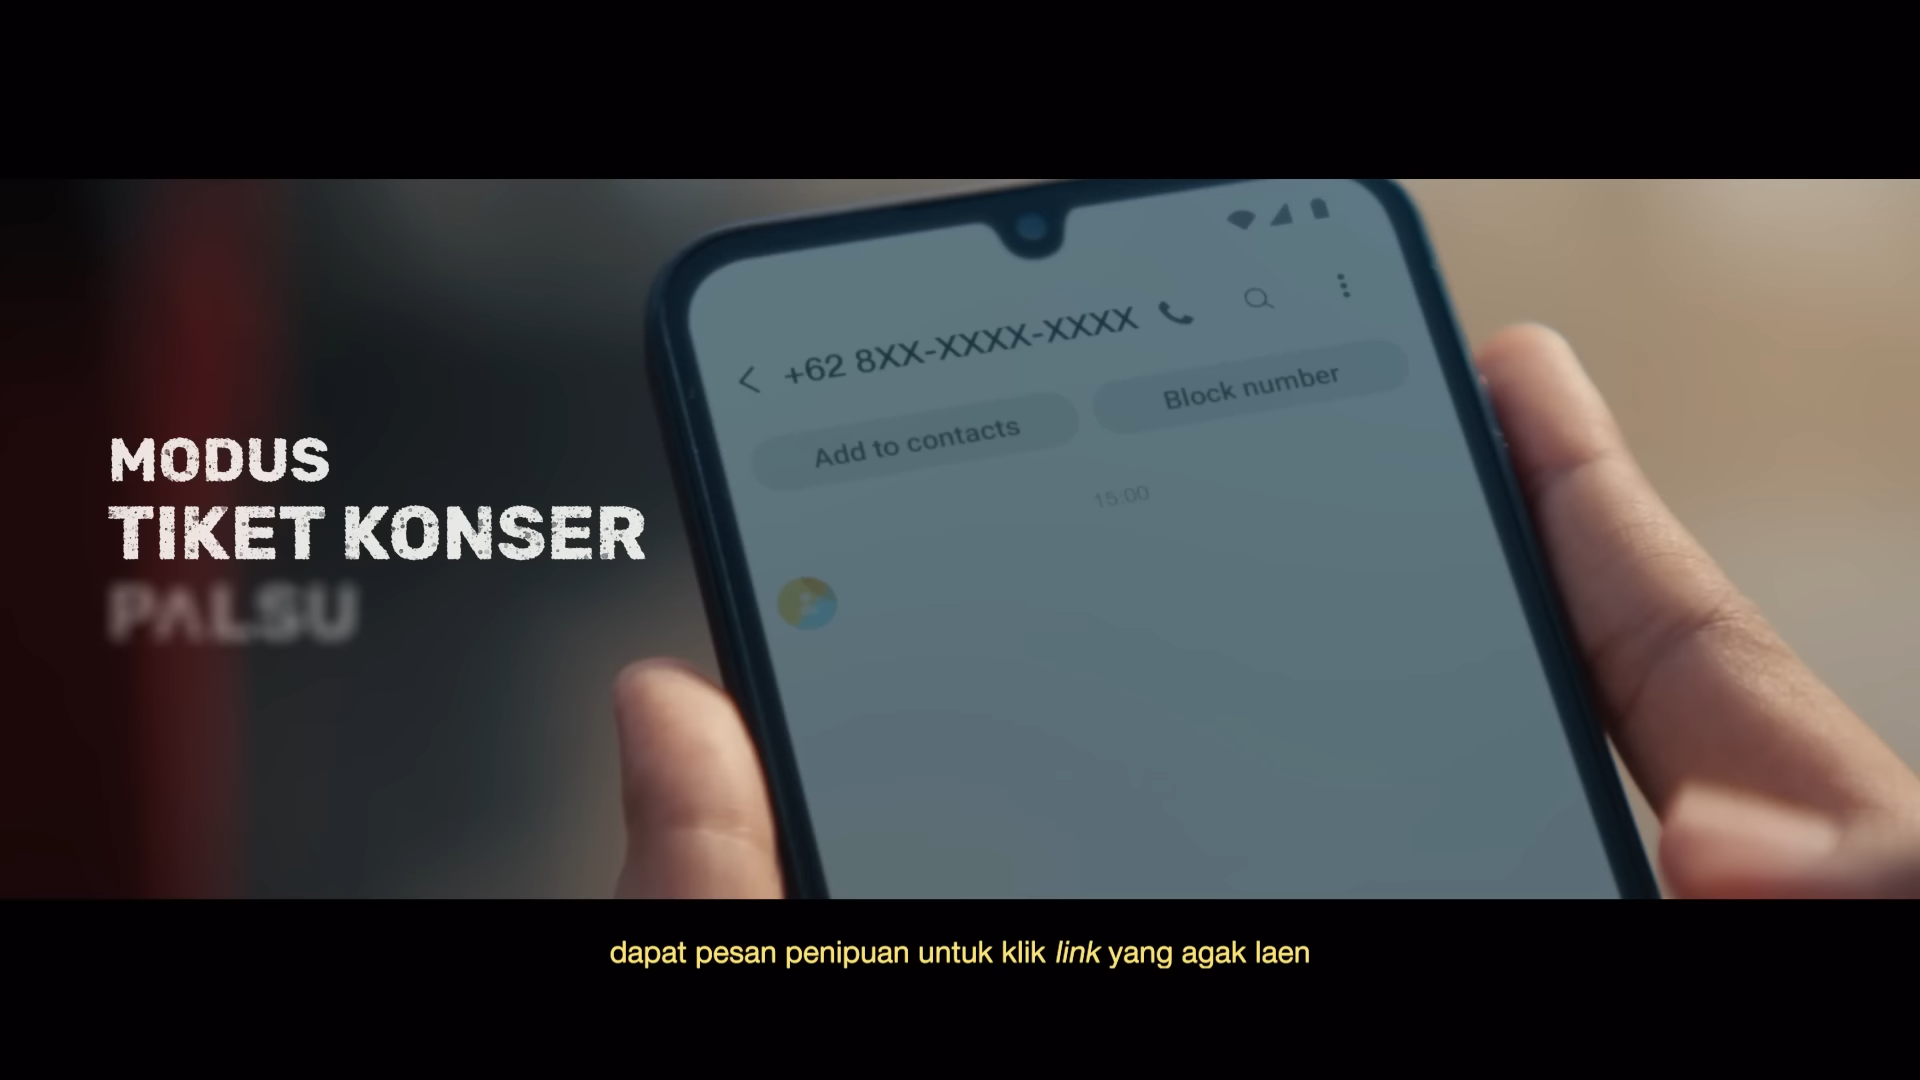 MODUS
TIKET KONSER
PALSU
+62 8XX-XXXX-XXXX
Add to contacts
Block number
15:00
dapat pesan penipuan untuk klik link yang agak laen